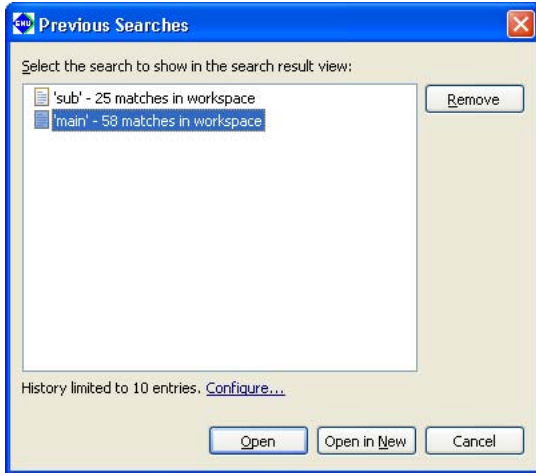 Previous Searches
Select the search to show in the search result view:
'sub' - 25 matches in workspace
Remove
'main' - 58 matches in workspace
History limited to 10 entries. Configure...
Open
Open in New
Cancel